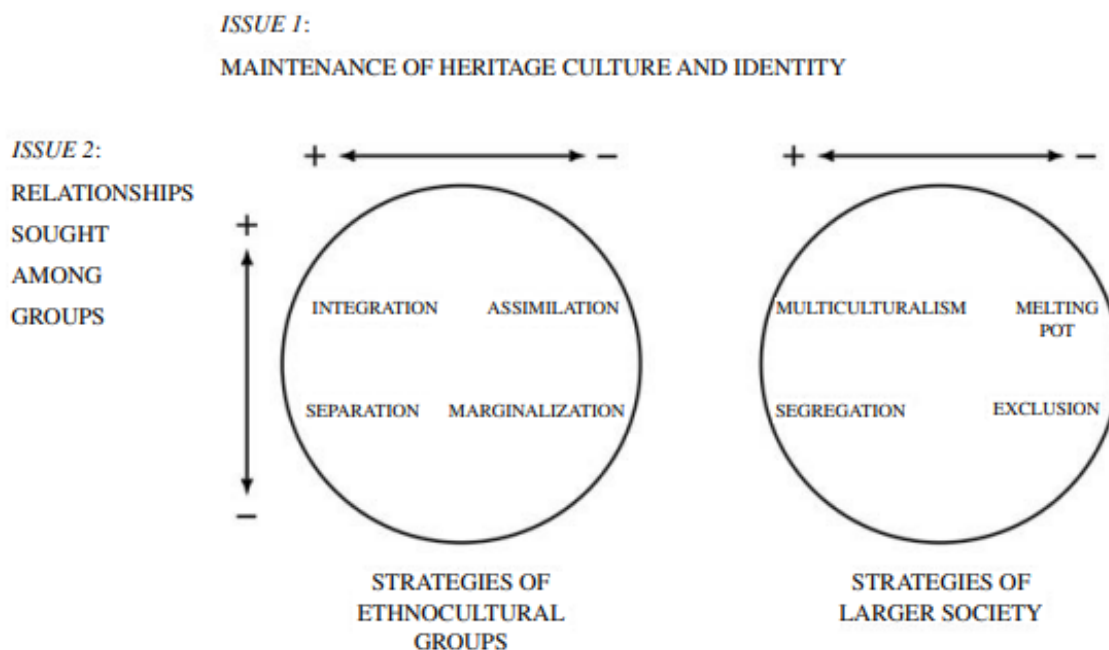 ISSUE 1:
MAINTENANCE OF HERITAGE CULTURE AND IDENTITY
ISSUE 2:
RELATIONSHIPS
SOUGHT
AMONG
GROUPS
+ −
+ −
+
−
INTEGRATION ASSIMILATION
SEPARATION MARGINALIZATION
MULTICULTURALISM MELTING
POT
SEGREGATION EXCLUSION
STRATEGIES OF
ETHNOCULTURAL
GROUPS
STRATEGIES OF
LARGER SOCIETY